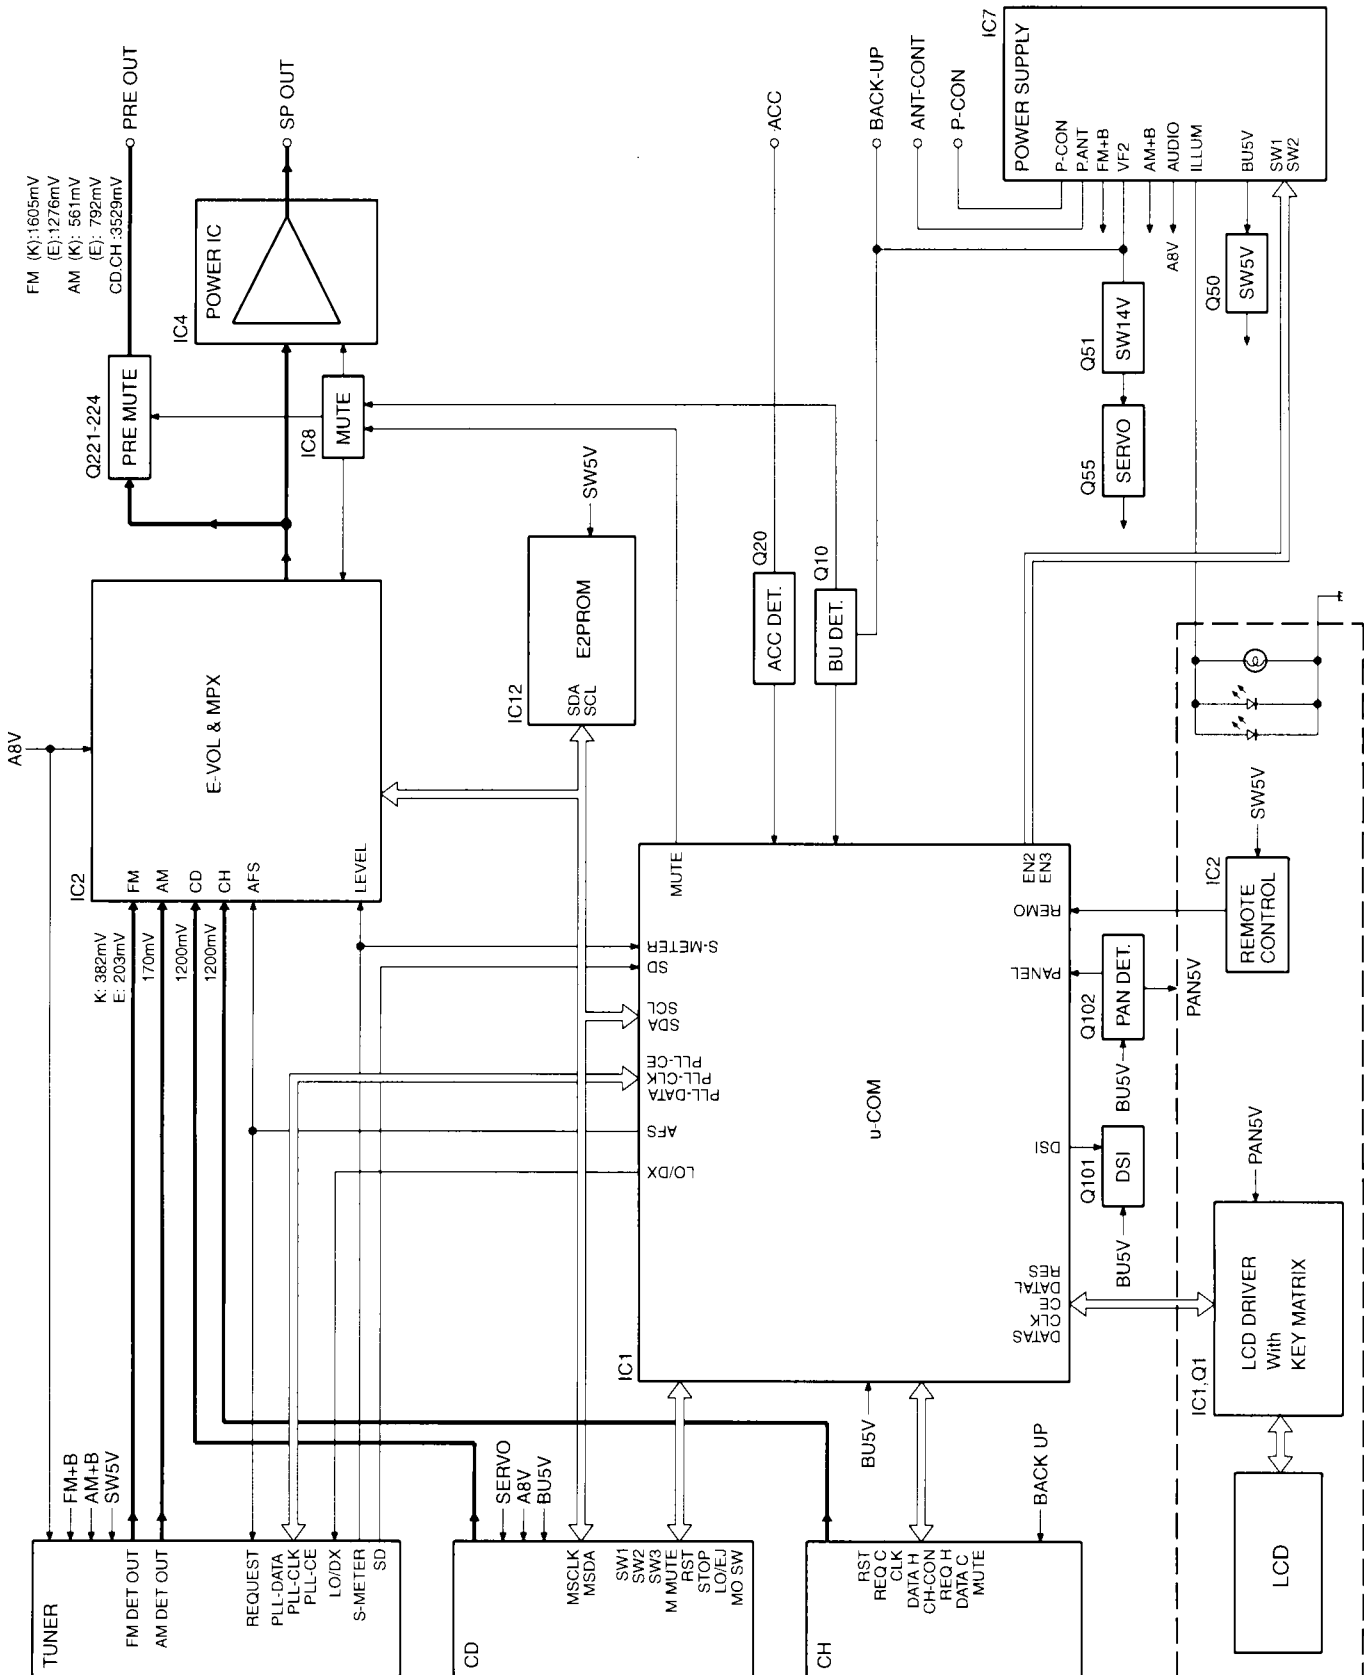 FM (K):1605mV
(E):1276mV
AM (K): 561mV
(E): 792mV
CD.CH :3529mV
PRE OUT
SP OUT
ACC
BACK-UP
ANT-CONT
P-CON
IC7
POWER SUPPLY
P-CON
P.ANT
FM+B
VF2
AM+B
AUDIO
ILLUM
BU5V
SW1
SW2
A8V
Q50
SW5V
Q51
SW14V
Q55
SERVO
IC4
POWER IC
Q221-224
PRE MUTE
IC8
MUTE
SW5V
Q20
ACC DET.
Q10
BU DET.
IC12
E2PROM
SDA
SCL
A8V
E-VOL & MPX
IC2
FM
AM
CD
CH
AFS
LEVEL
K: 382mV
E: 203mV
170mV
1200mV
1200mV
MUTE
EN2
EN3
S-METER
SD
SCL
SDA
PLL-CE
PLL-CLK
PLL-DATA
AFS
LO/DX
u-COM
IC1
REMO
PANEL
DSI
RES
DATAL
CE
CLK
DATAS
IC2
REMOTE
CONTROL
SW5V
Q102
PAN DET.
PAN5V
BU5V
Q101
DSI
BU5V
PAN5V
IC1,Q1
LCD DRIVER
With
KEY MATRIX
LCD
BU5V
BACK UP
FM+B
AM+B
SW5V
TUNER
FM DET OUT
AM DET OUT
REQUEST
PLL-DATA
PLL-CLK
PLL-CE
LO/DX
S-METER
SD
SERVO
A8V
BU5V
CD
MSCLK
MSDA
SW1
SW2
SW3
M MUTE
RST
STOP
LO/EJ
MO SW
CH
RST
REQ C
CLK
DATA H
CH-CON
REQ H
DATA C
MUTE